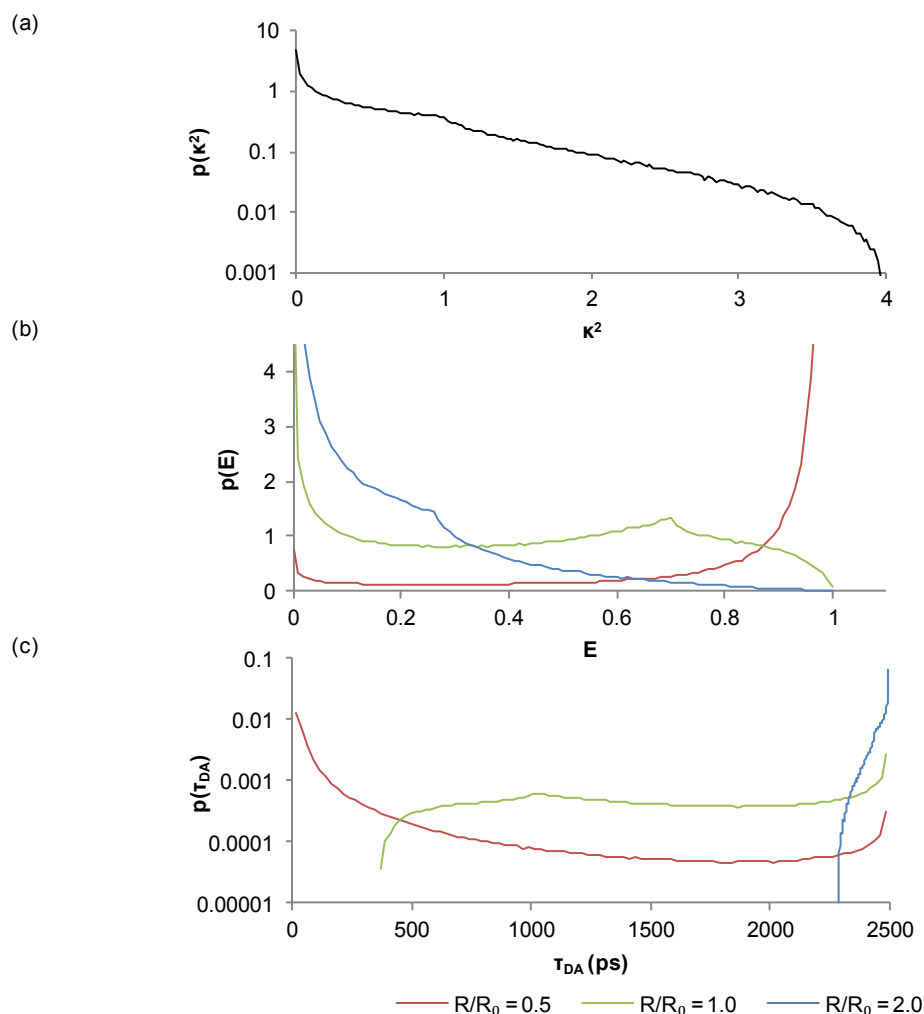 (a)
10
1
0.1
0.01
0.001
p(κ²)
0 1 2 3 4
κ²
(b)
4
3
2
1
0
p(E)
0 0.2 0.4 0.6 0.8 1
E
(c)
0.1
0.01
0.001
0.0001
0.00001
p(τDA)
0 500 1000 1500 2000 2500
τDA (ps)
R/R₀ = 0.5 R/R₀ = 1.0 R/R₀ = 2.0